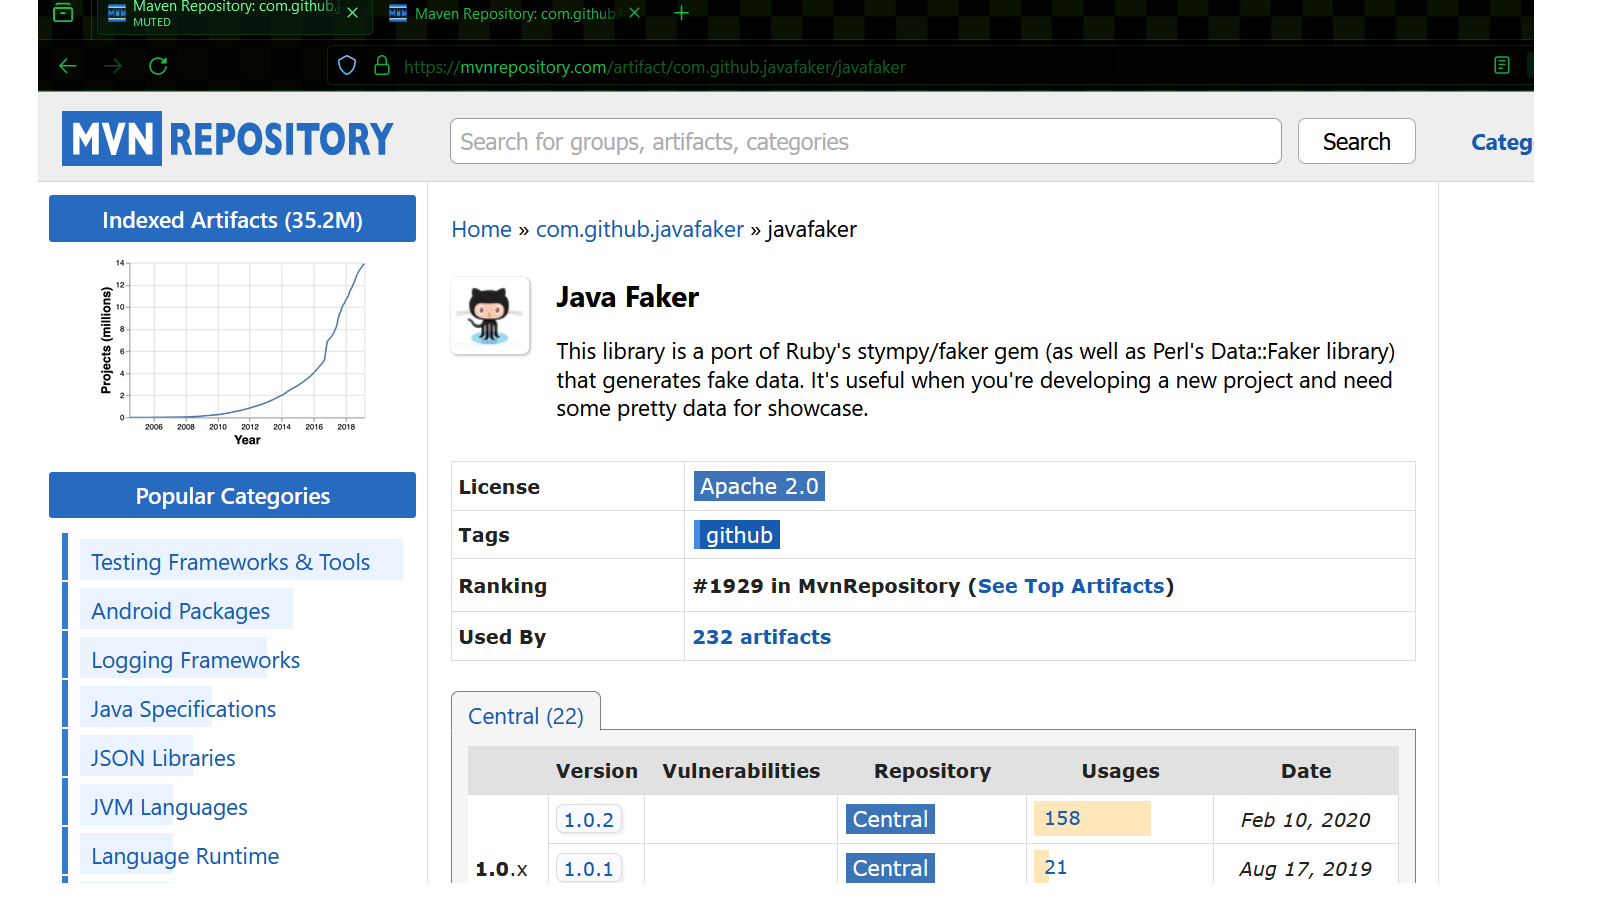 Maven Repository: com.github.j
MUTED
Maven Repository: com.github.
https://mvnrepository.com/artifact/com.github.javafaker/javafaker
MVN REPOSITORY
Search for groups, artifacts, categories
Search
Categ
Indexed Artifacts (35.2M)
Projects (millions)
14
12
10
8
6
4
2
0
2006 2008 2010 2012 2014 2016 2018
Year
Popular Categories
Testing Frameworks & Tools
Android Packages
Logging Frameworks
Java Specifications
JSON Libraries
JVM Languages
Language Runtime
Home » com.github.javafaker » javafaker
Java Faker
This library is a port of Ruby's stympy/faker gem (as well as Perl's Data::Faker library)
that generates fake data. It's useful when you're developing a new project and need
some pretty data for showcase.
License Apache 2.0
Tags github
Ranking #1929 in MvnRepository (See Top Artifacts)
Used By 232 artifacts
Central (22)
Version Vulnerabilities Repository Usages Date
1.0.2 Central 158 Feb 10, 2020
1.0.x 1.0.1 Central 21 Aug 17, 2019